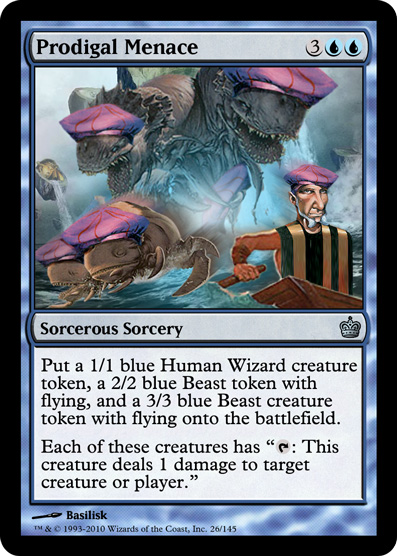 Prodigal Menace 3
Sorcerous Sorcery
Put a 1/1 blue Human Wizard creature
token, a 2/2 blue Beast token with
flying, and a 3/3 blue Beast creature
token with flying onto the battlefield.
Each of these creatures has “: This
creature deals 1 damage to target
creature or player.”
Basilisk
™ & © 1993-2010 Wizards of the Coast, Inc. 26/145